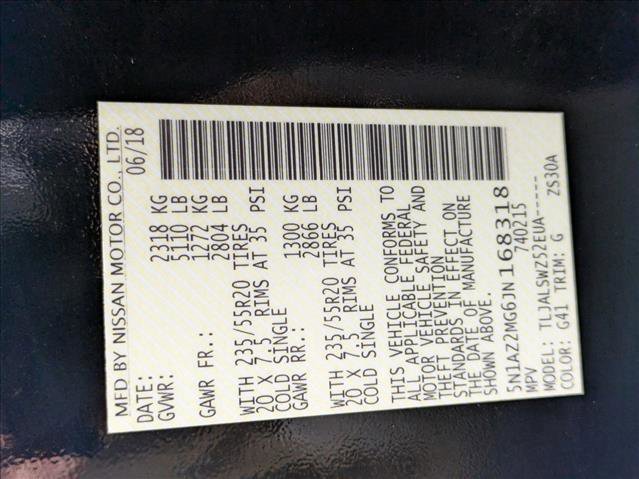 MFD BY NISSAN MOTOR CO., LTD.
DATE: 06/18
GVWR: 2318 KG
5110 LB
GAWR FR.: 1272 KG
2804 LB
WITH 235/55R20 TIRES
20 X 7.5 RIMS AT 35 PSI
COLD SINGLE
GAWR RR.: 1300 KG
2866 LB
WITH 235/55R20 TIRES
20 X 7.5 RIMS AT 35 PSI
COLD SINGLE
THIS VEHICLE CONFORMS TO
ALL APPLICABLE FEDERAL
MOTOR VEHICLE SAFETY AND
THEFT PREVENTION
STANDARDS IN EFFECT ON
THE DATE OF MANUFACTURE
SHOWN ABOVE.
5N1AZ2MG6JN168318
MPV 740215
MODEL: TLJALSWZ52EUA-----
COLOR: G41 TRIM: G ZS30A